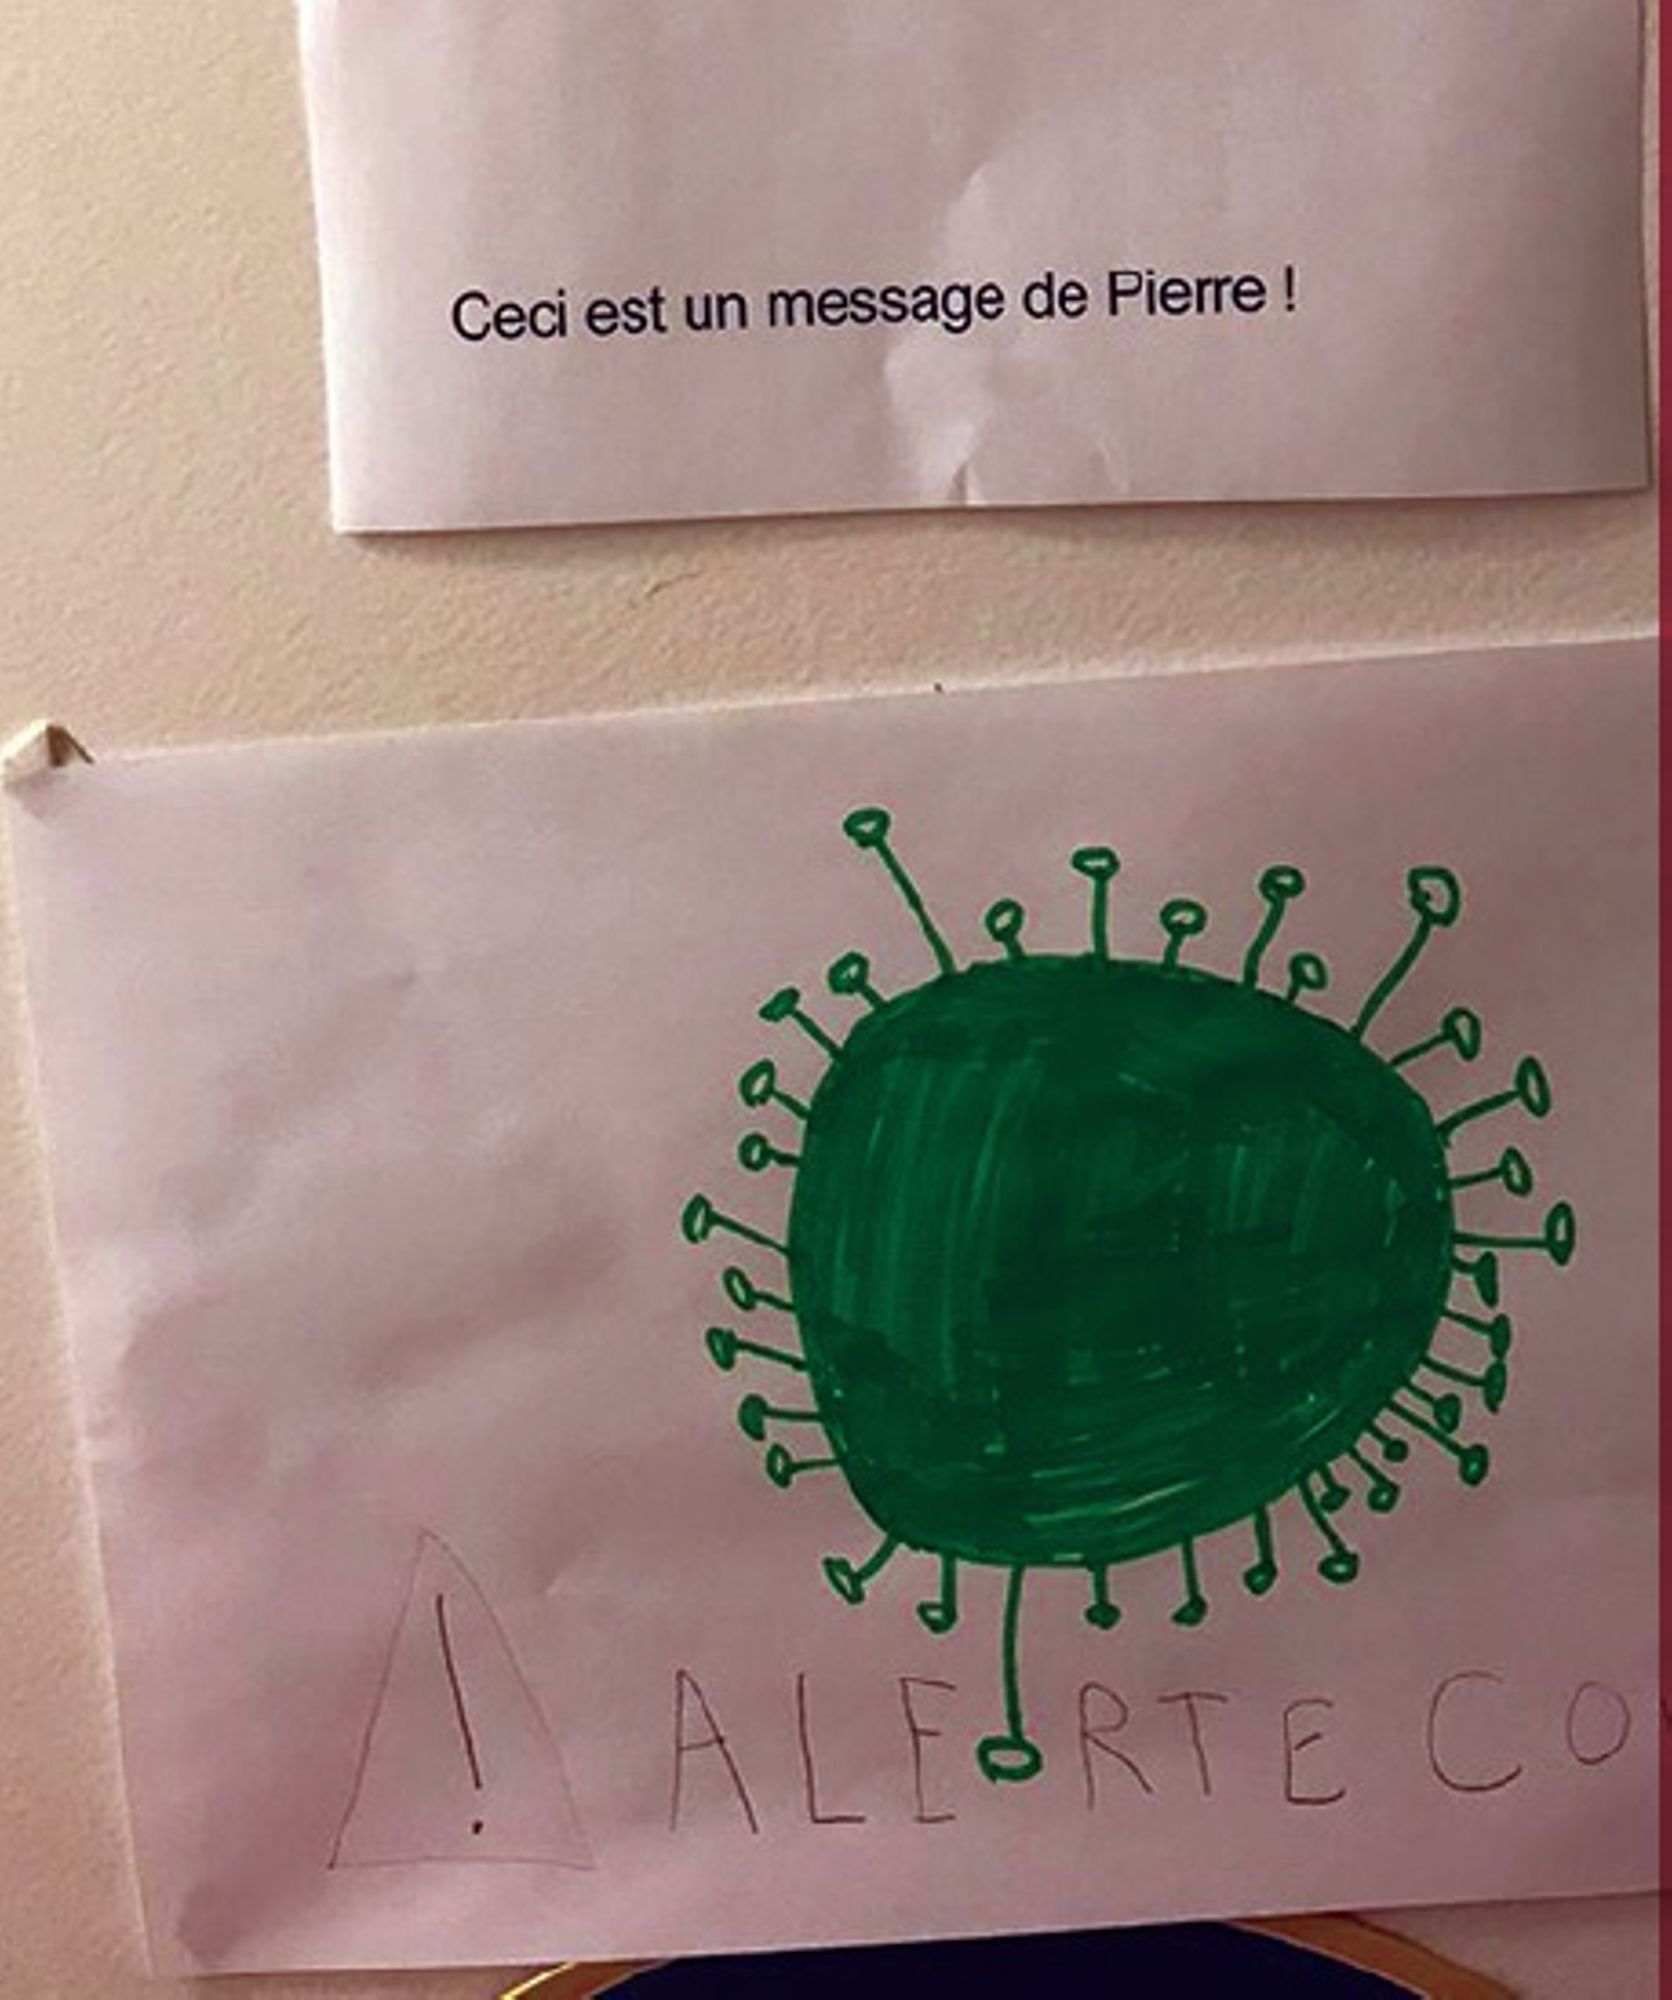 Ceci est un message de Pierre !
! ALERTE CO